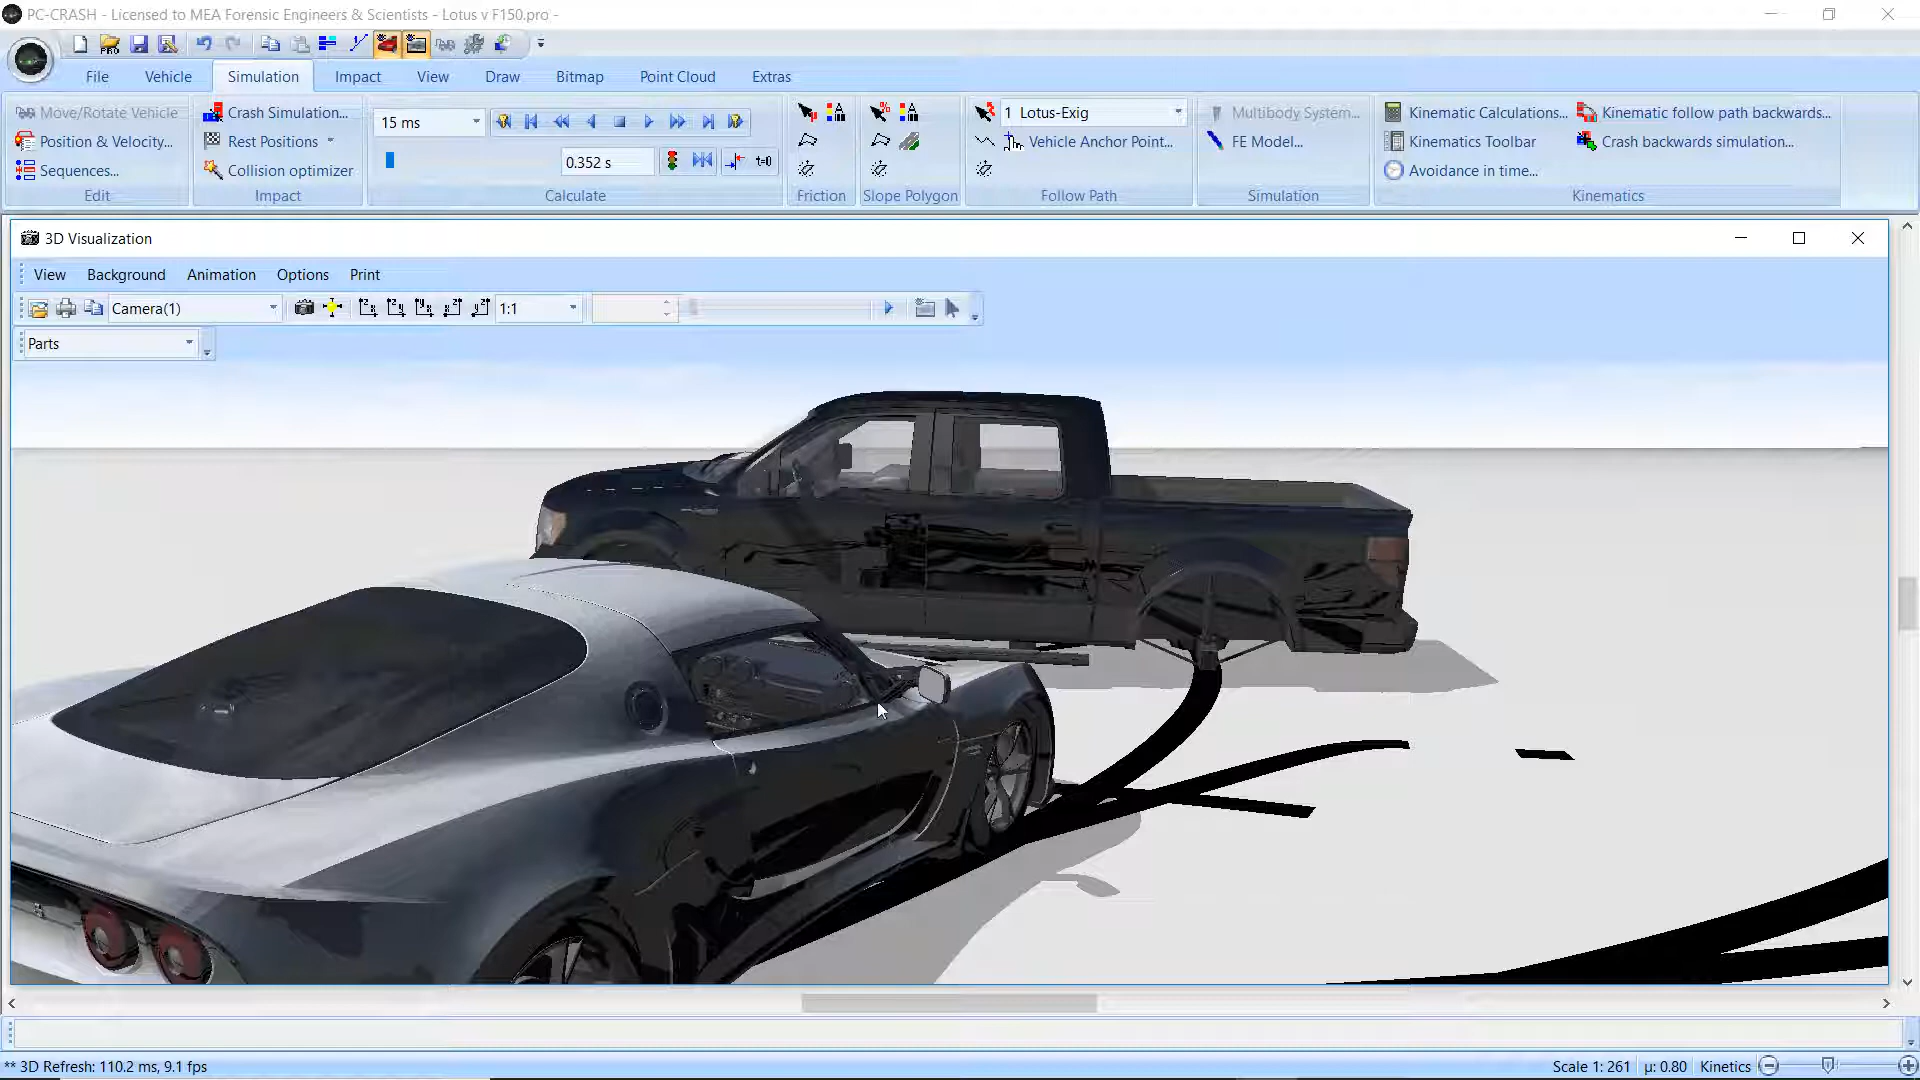 PC-CRASH - Licensed to MEA Forensic Engineers & Scientists - Lotus v F150.pro -
File Vehicle Simulation Impact View Draw Bitmap Point Cloud Extras
Move/Rotate Vehicle Crash Simulation... 15 ms 1 Lotus-Exig Multibody System... Kinematic Calculations... Kinematic follow path backwards...
Position & Velocity... Rest Positions Vehicle Anchor Point... FE Model... Kinematics Toolbar Crash backwards simulation...
Sequences... Collision optimizer 0.352 s t=0 Avoidance in time...
Edit Impact Calculate Friction Slope Polygon Follow Path Simulation Kinematics
3D Visualization
View Background Animation Options Print
Camera(1) 1:1
Parts
** 3D Refresh: 110.2 ms, 9.1 fps Scale 1: 261 µ: 0.80 Kinetics